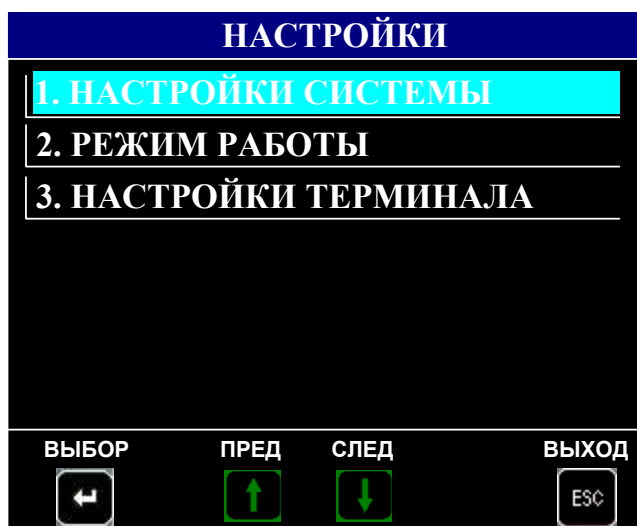 НАСТРОЙКИ
1. НАСТРОЙКИ СИСТЕМЫ
2. РЕЖИМ РАБОТЫ
3. НАСТРОЙКИ ТЕРМИНАЛА
ВЫБОР ПРЕД СЛЕД ВЫХОД
ESC